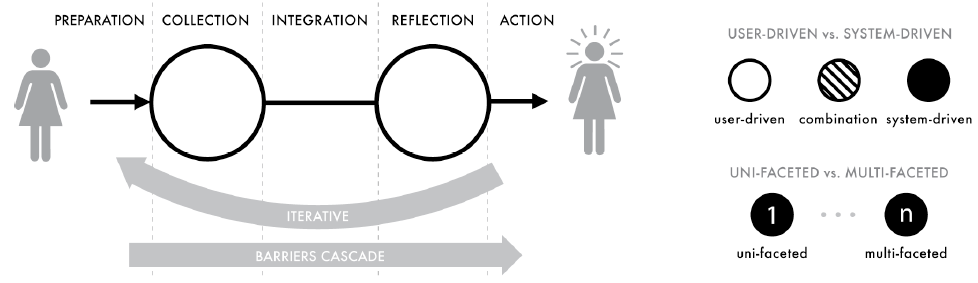 PREPARATION COLLECTION INTEGRATION REFLECTION ACTION
ITERATIVE
BARRIERS CASCADE
USER-DRIVEN vs. SYSTEM-DRIVEN
user-driven combination system-driven
UNI-FACETED vs. MULTI-FACETED
1 n
uni-faceted multi-faceted